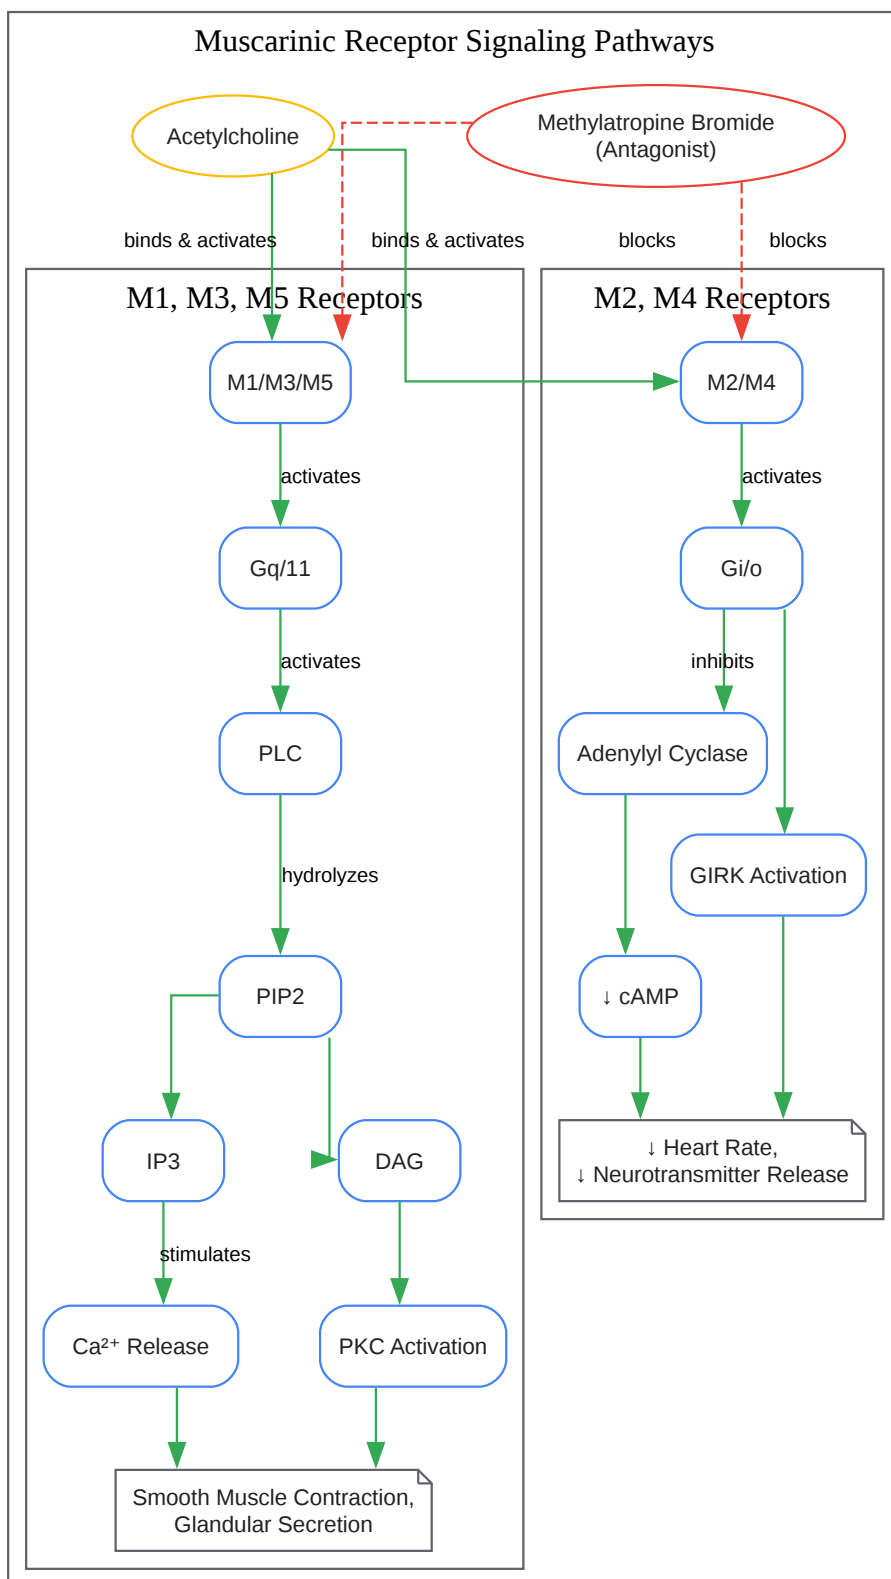 Muscarinic Receptor Signaling Pathways
Acetylcholine
Methylatropine Bromide
(Antagonist)
binds & activates
binds & activates
blocks
blocks
M1, M3, M5 Receptors
M2, M4 Receptors
M1/M3/M5
M2/M4
activates
activates
Gq/11
Gi/o
activates
inhibits
PLC
Adenylyl Cyclase
hydrolyzes
GIRK Activation
PIP2
↓ cAMP
IP3
DAG
↓ Heart Rate,
↓ Neurotransmitter Release
stimulates
Ca²⁺ Release
PKC Activation
Smooth Muscle Contraction,
Glandular Secretion